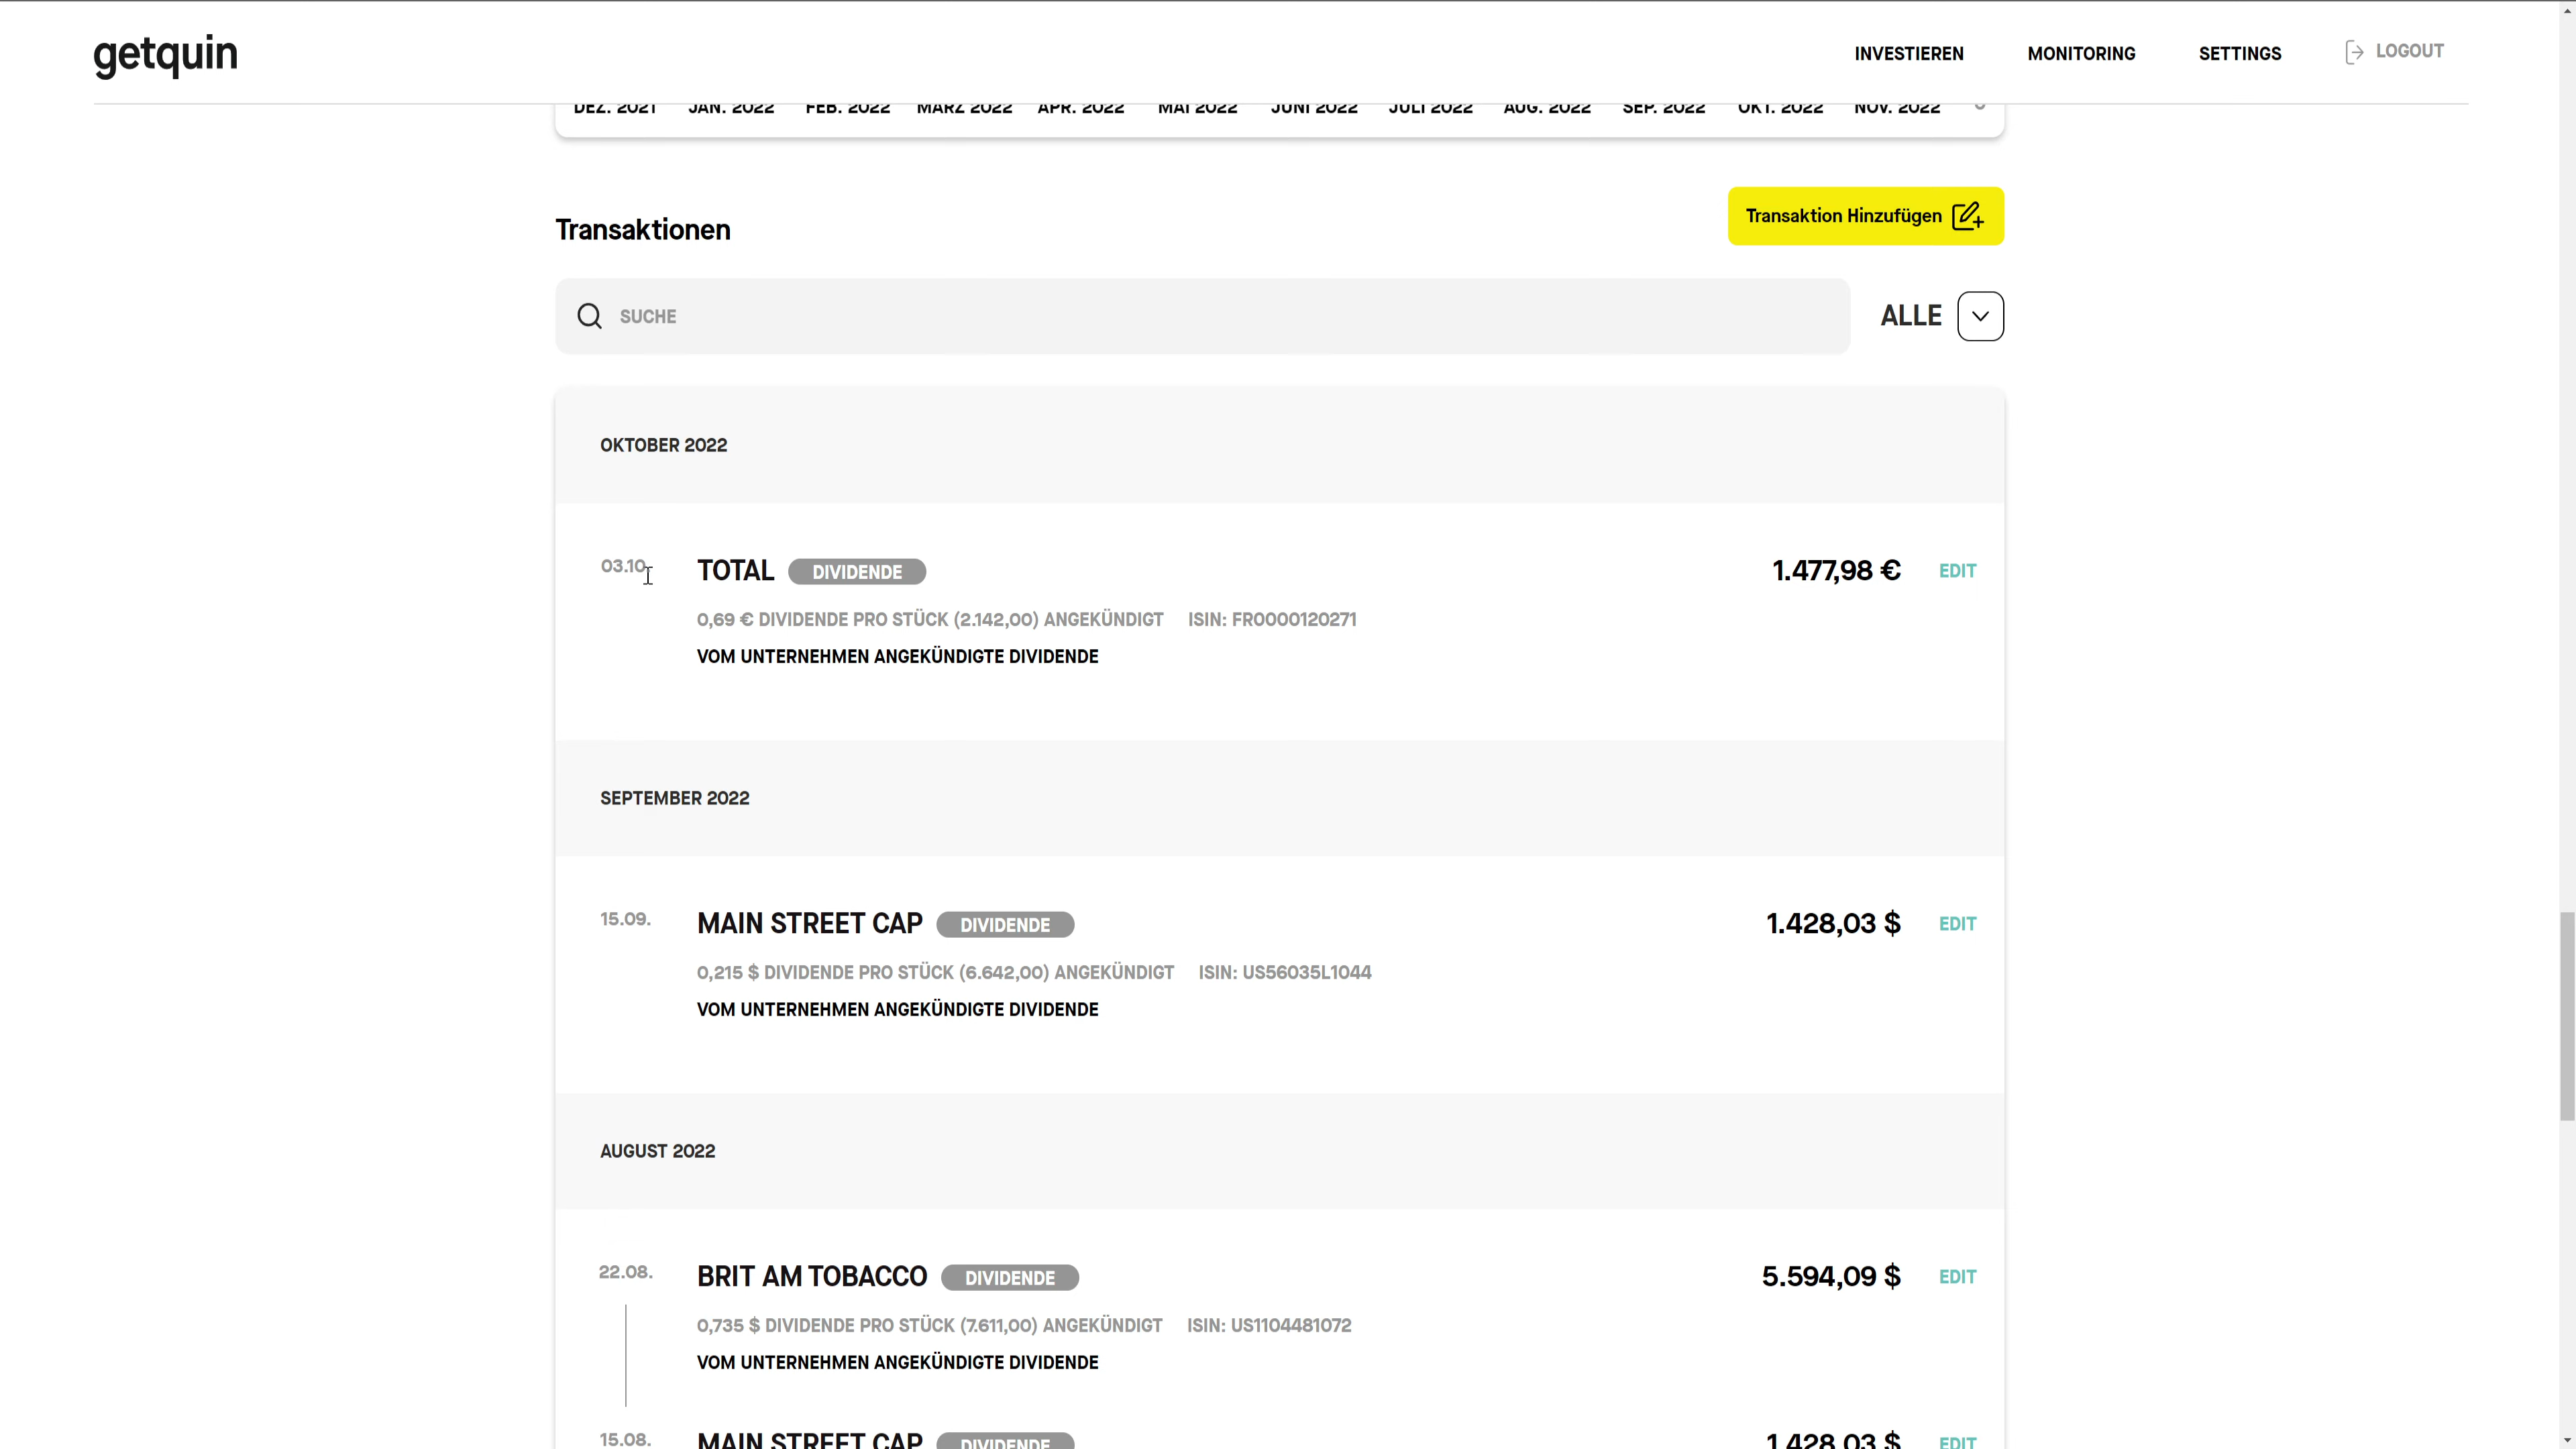 getquin
INVESTIEREN
MONITORING
SETTINGS
LOGOUT
DEZ. 2021 JAN. 2022 FEB. 2022 MÄRZ 2022 APR. 2022 MAI 2022 JUNI 2022 JULI 2022 AUG. 2022 SEP. 2022 OKT. 2022 NOV. 2022
Transaktionen
Transaktion Hinzufügen
SUCHE
ALLE
OKTOBER 2022
03.10.
TOTAL DIVIDENDE
1.477,98 € EDIT
0,69 € DIVIDENDE PRO STÜCK (2.142,00) ANGEKÜNDIGT ISIN: FR0000120271
VOM UNTERNEHMEN ANGEKÜNDIGTE DIVIDENDE
SEPTEMBER 2022
15.09.
MAIN STREET CAP DIVIDENDE
1.428,03 $ EDIT
0,215 $ DIVIDENDE PRO STÜCK (6.642,00) ANGEKÜNDIGT ISIN: US56035L1044
VOM UNTERNEHMEN ANGEKÜNDIGTE DIVIDENDE
AUGUST 2022
22.08.
BRIT AM TOBACCO DIVIDENDE
5.594,09 $ EDIT
0,735 $ DIVIDENDE PRO STÜCK (7.611,00) ANGEKÜNDIGT ISIN: US1104481072
VOM UNTERNEHMEN ANGEKÜNDIGTE DIVIDENDE
15.08.
MAIN STREET CAP DIVIDENDE
1.428,03 $ EDIT